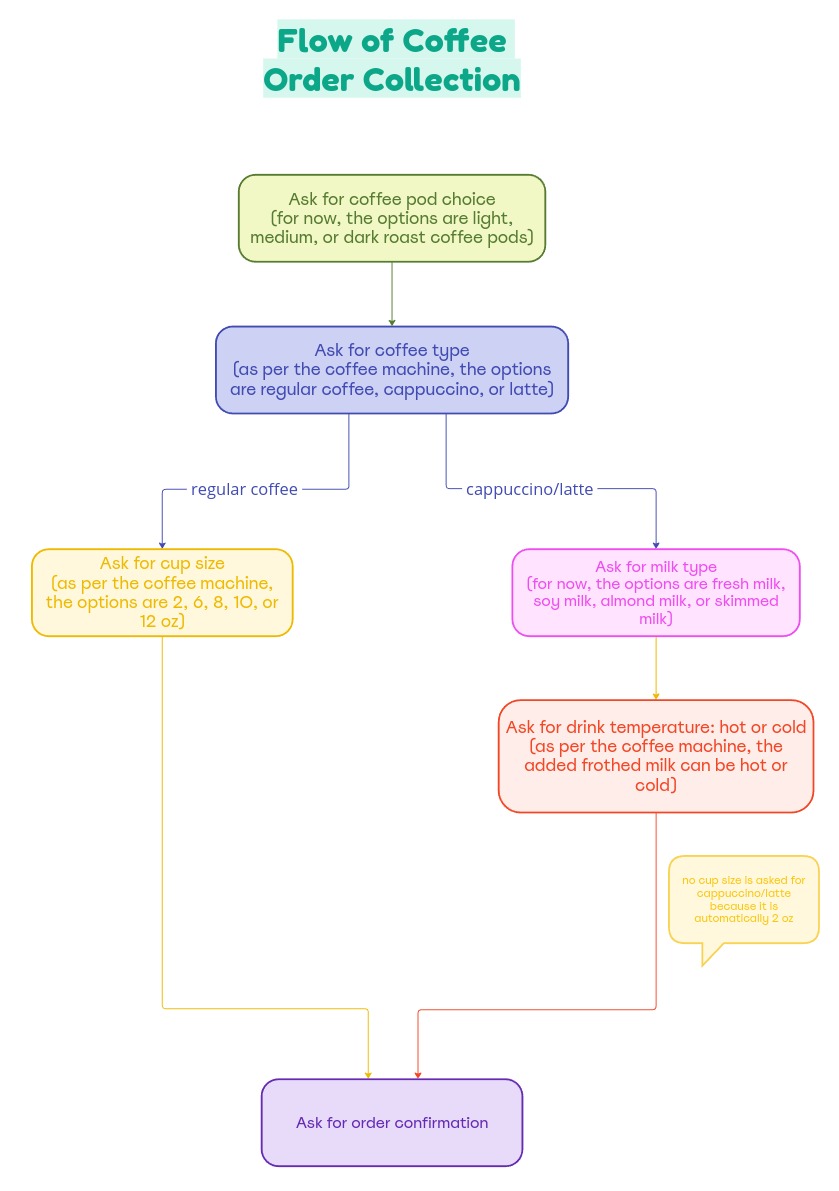 Flow of Coffee
Order Collection
Ask for coffee pod choice
(for now, the options are light,
medium, or dark roast coffee pods)
Ask for coffee type
(as per the coffee machine, the options
are regular coffee, cappuccino, or latte)
regular coffee
cappuccino/latte
Ask for cup size
(as per the coffee machine,
the options are 2, 6, 8, 10, or
12 oz)
Ask for milk type
(for now, the options are fresh milk,
soy milk, almond milk, or skimmed
milk)
Ask for drink temperature: hot or cold
(as per the coffee machine, the
added frothed milk can be hot or
cold)
no cup size is asked for
cappuccino/latte
because it is
automatically 2 oz
Ask for order confirmation